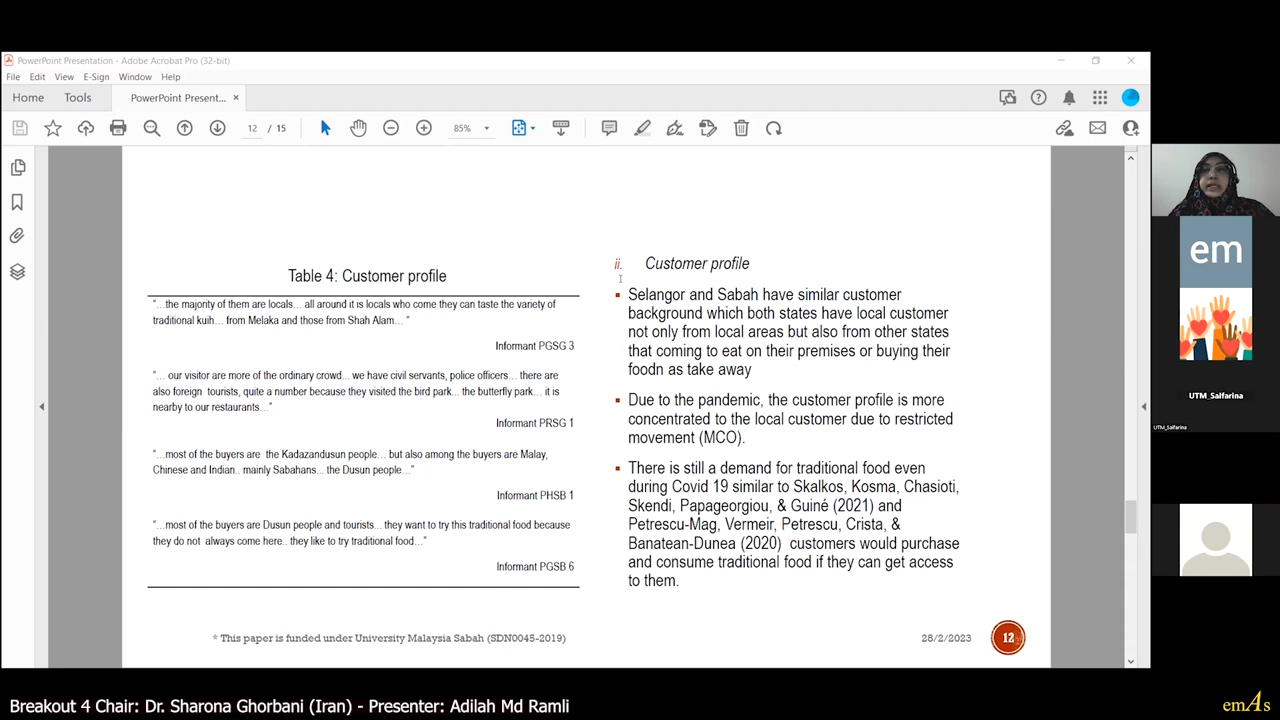 PowerPoint Presentation - Adobe Acrobat Pro (32-bit)
File Edit View E-Sign Window Help
Home Tools PowerPoint Present... ×
12 / 15 85%
Table 4: Customer profile
"...the majority of them are locals... all around it is locals who come they can taste the variety of
traditional kuih... from Melaka and those from Shah Alam... "
Informant PGSG 3
"... our visitor are more of the ordinary crowd... we have civil servants, police officers... there are
also foreign tourists, quite a number because they visited the bird park... the butterfly park... it is
nearby to our restaurants..."
Informant PRSG 1
"...most of the buyers are the Kadazandusun people... but also among the buyers are Malay,
Chinese and Indian.. mainly Sabahans... the Dusun people..."
Informant PHSB 1
"...most of the buyers are Dusun people and tourists... they want to try this traditional food because
they do not always come here.. they like to try traditional food..."
Informant PGSB 6
ii. Customer profile
Selangor and Sabah have similar customer
background which both states have local customer
not only from local areas but also from other states
that coming to eat on their premises or buying their
foodn as take away
Due to the pandemic, the customer profile is more
concentrated to the local customer due to restricted
movement (MCO).
There is still a demand for traditional food even
during Covid 19 similar to Skalkos, Kosma, Chasioti,
Skendi, Papageorgiou, & Guiné (2021) and
Petrescu-Mag, Vermeir, Petrescu, Crista, &
Banatean-Dunea (2020) customers would purchase
and consume traditional food if they can get access
to them.
* This paper is funded under University Malaysia Sabah (SDN0045-2019)
28/2/2023
12
em
UTM_Salfarina
UTM_Salfarina
Breakout 4 Chair: Dr. Sharona Ghorbani (Iran) - Presenter: Adilah Md Ramli
emAs